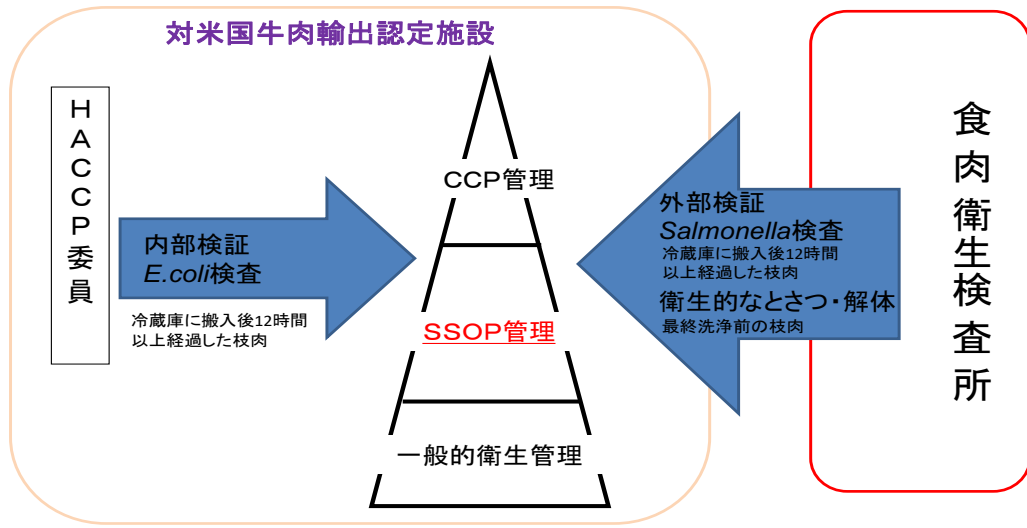 対米国牛肉輸出認定施設
HACCP委員
内部検証
E.coli検査
冷蔵庫に搬入後12時間
以上経過した枝肉
CCP管理
SSOP管理
一般的衛生管理
外部検証
Salmonella検査
冷蔵庫に搬入後12時間
以上経過した枝肉
衛生的なとさつ・解体
最終洗浄前の枝肉
食肉衛生検査所